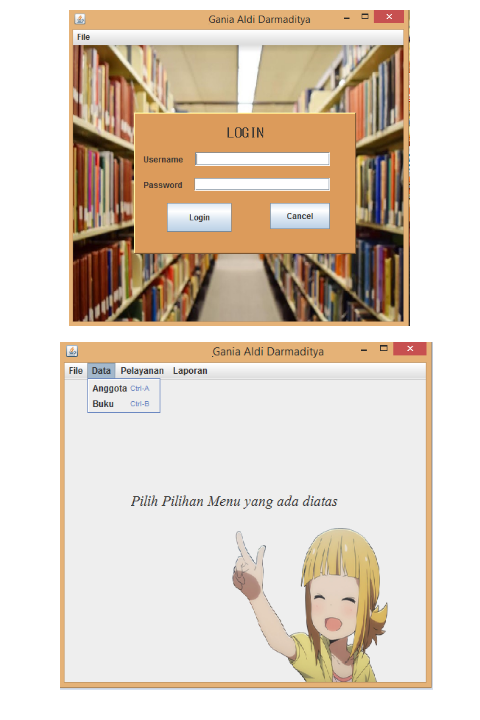 Gania Aldi Darmaditya
File
LOGIN
Username
Password
Login Cancel
Gania Aldi Darmaditya
File Data Pelayanan Laporan
Anggota Ctrl-A
Buku Ctrl-B
Pilih Pilihan Menu yang ada diatas